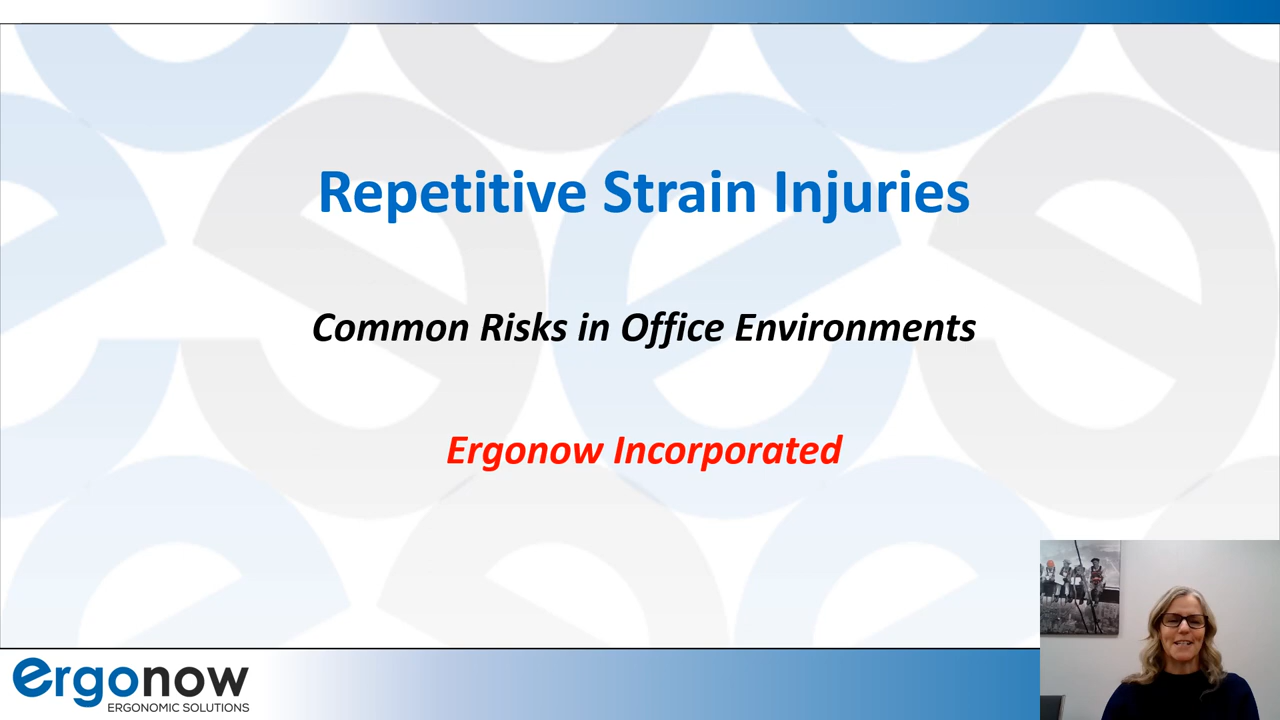 Repetitive Strain Injuries
Common Risks in Office Environments
Ergonow Incorporated
ergonow
ERGONOMIC SOLUTIONS